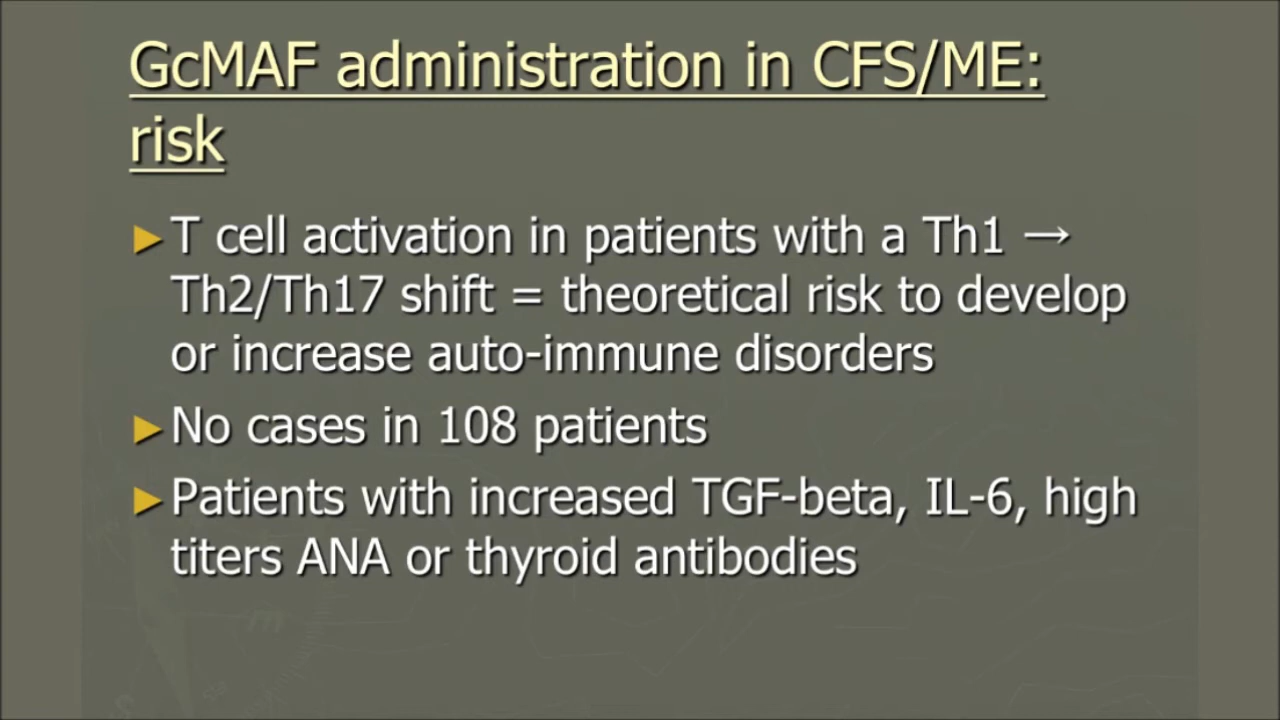 GcMAF administration in CFS/ME:
risk
►T cell activation in patients with a Th1 →
Th2/Th17 shift = theoretical risk to develop
or increase auto-immune disorders
►No cases in 108 patients
►Patients with increased TGF-beta, IL-6, high
titers ANA or thyroid antibodies